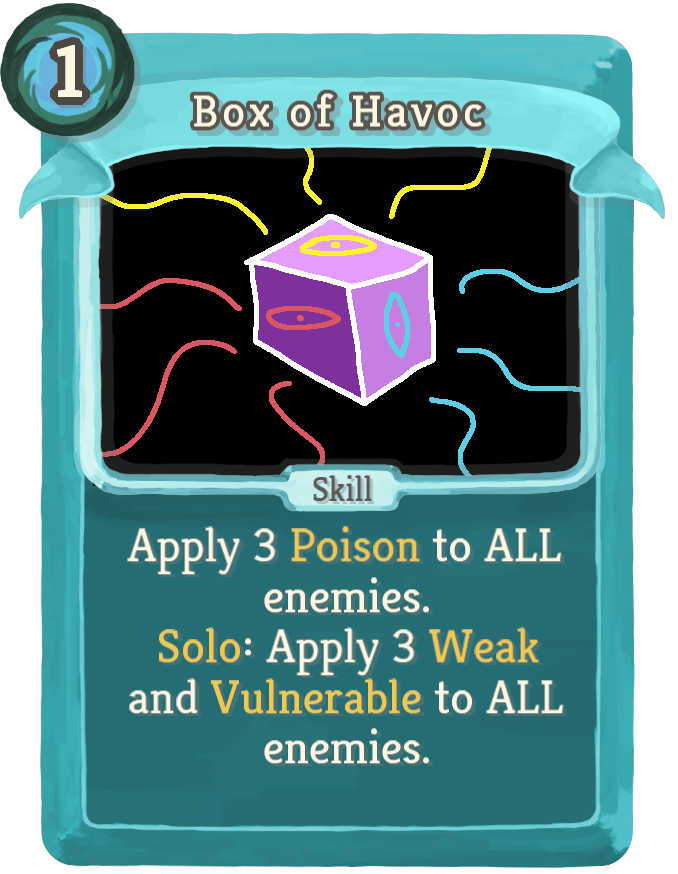 1
Box of Havoc
Skill
Apply 3 Poison to ALL
enemies.
Solo: Apply 3 Weak
and Vulnerable to ALL
enemies.